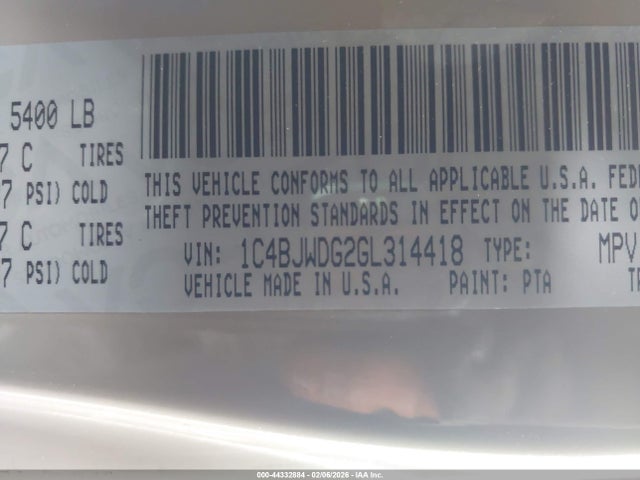 5400 LB
7 C TIRES
7 PSI) COLD
7 C TIRES
7 PSI) COLD
THIS VEHICLE CONFORMS TO ALL APPLICABLE U.S.A. FEDE
THEFT PREVENTION STANDARDS IN EFFECT ON THE DATE O
VIN: 1C4BJWDG2GL314418 TYPE: MPV
VEHICLE MADE IN U.S.A. PAINT: PTA
000-44332884 - 02/06/2026 - IAA Inc.